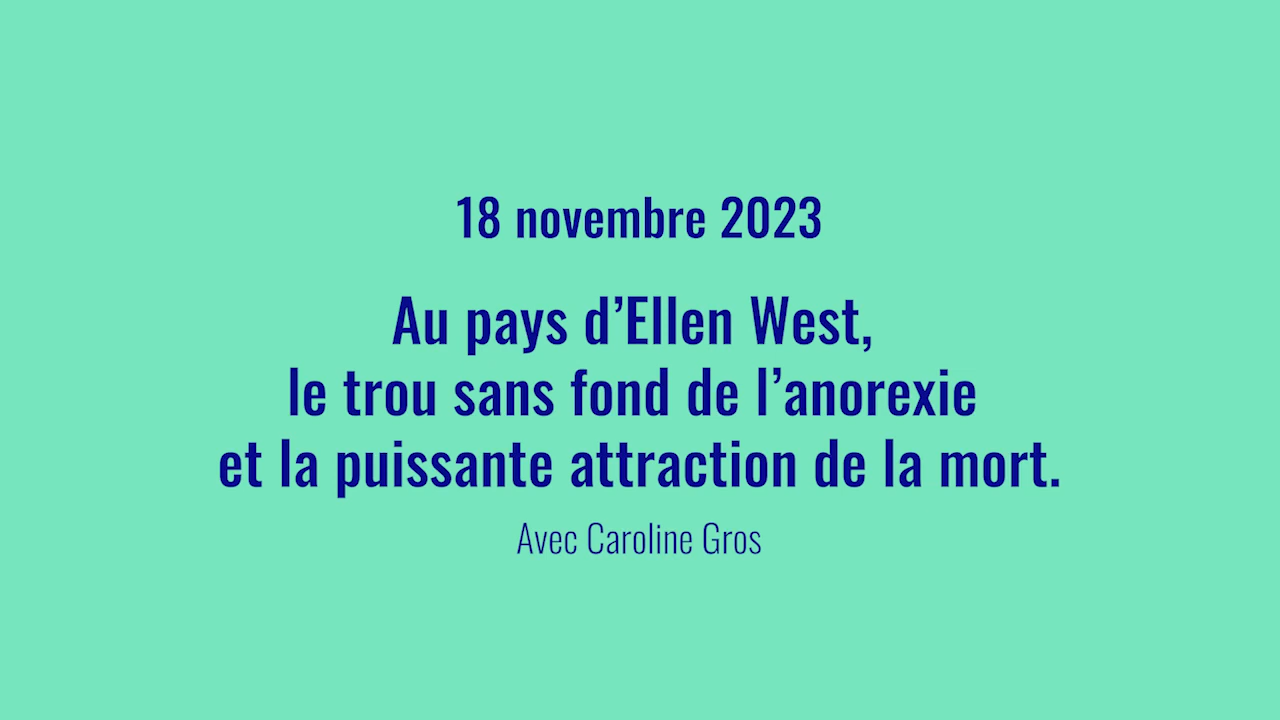 18 novembre 2023
Au pays d’Ellen West,
le trou sans fond de l’anorexie
et la puissante attraction de la mort.
Avec Caroline Gros